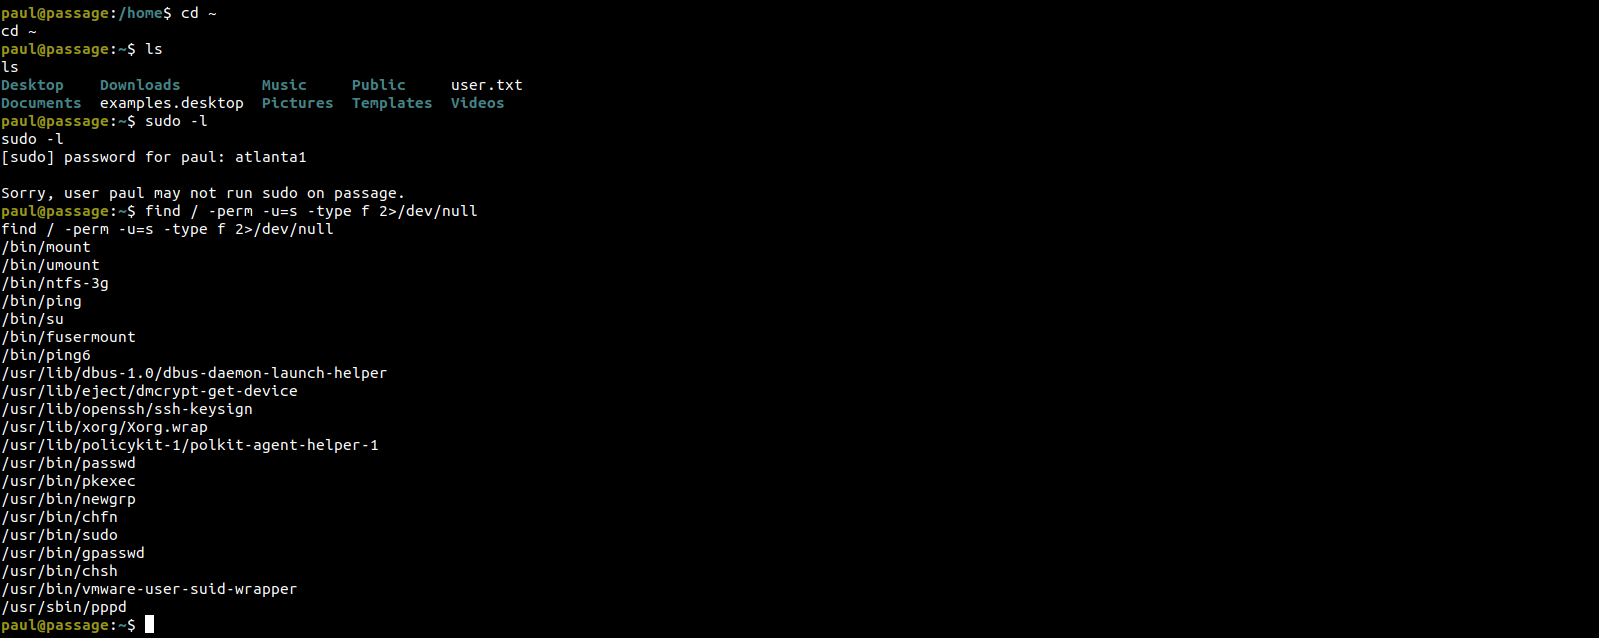 paul@passage:/home$ cd ~
cd ~
paul@passage:~$ ls
ls
Desktop    Downloads         Music     Public     user.txt
Documents  examples.desktop  Pictures  Templates  Videos
paul@passage:~$ sudo -l
sudo -l
[sudo] password for paul: atlanta1

Sorry, user paul may not run sudo on passage.
paul@passage:~$ find / -perm -u=s -type f 2>/dev/null
find / -perm -u=s -type f 2>/dev/null
/bin/mount
/bin/umount
/bin/ntfs-3g
/bin/ping
/bin/su
/bin/fusermount
/bin/ping6
/usr/lib/dbus-1.0/dbus-daemon-launch-helper
/usr/lib/eject/dmcrypt-get-device
/usr/lib/openssh/ssh-keysign
/usr/lib/xorg/Xorg.wrap
/usr/lib/policykit-1/polkit-agent-helper-1
/usr/bin/passwd
/usr/bin/pkexec
/usr/bin/newgrp
/usr/bin/chfn
/usr/bin/sudo
/usr/bin/gpasswd
/usr/bin/chsh
/usr/bin/vmware-user-suid-wrapper
/usr/sbin/pppd
paul@passage:~$